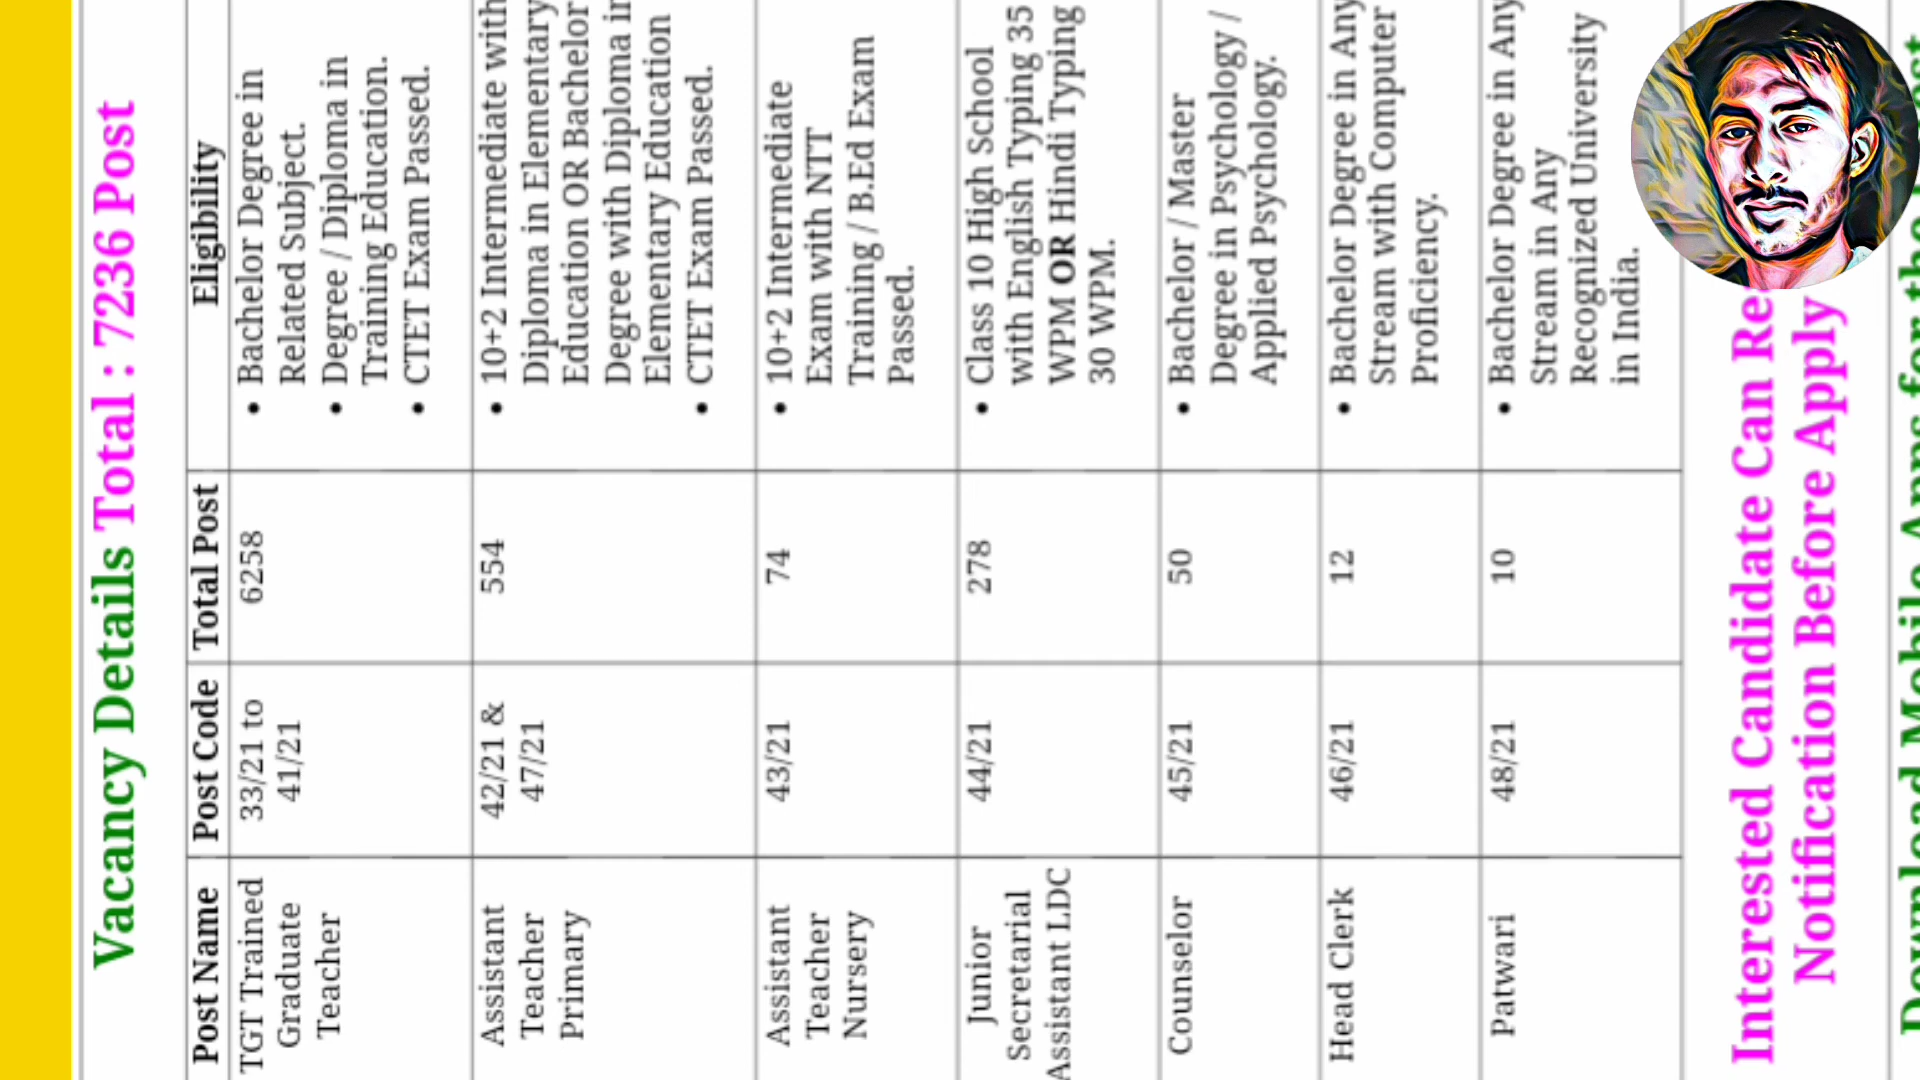 Vacancy Details Total : 7236 Post
Post Name
Post Code
Total Post
Eligibility
TGT Trained
Graduate
Teacher
33/21 to
41/21
6258
• Bachelor Degree in
Related Subject.
• Degree / Diploma in
Training Education.
• CTET Exam Passed.
Assistant
Teacher
Primary
42/21 &
47/21
554
• 10+2 Intermediate with
Diploma in Elementary
Education OR Bachelor
Degree with Diploma in
Elementary Education
• CTET Exam Passed.
Assistant
Teacher
Nursery
43/21
74
• 10+2 Intermediate
Exam with NTT
Training / B.Ed Exam
Passed.
Junior
Secretarial
Assistant LDC
44/21
278
• Class 10 High School
with English Typing 35
WPM OR Hindi Typing
30 WPM.
Counselor
45/21
50
• Bachelor / Master
Degree in Psychology /
Applied Psychology.
Head Clerk
46/21
12
• Bachelor Degree in Any
Stream with Computer
Proficiency.
Patwari
48/21
10
• Bachelor Degree in Any
Stream in Any
Recognized University
in India.
Interested Candidate Can
Notification Before Apply
Download Mobile Apps for the